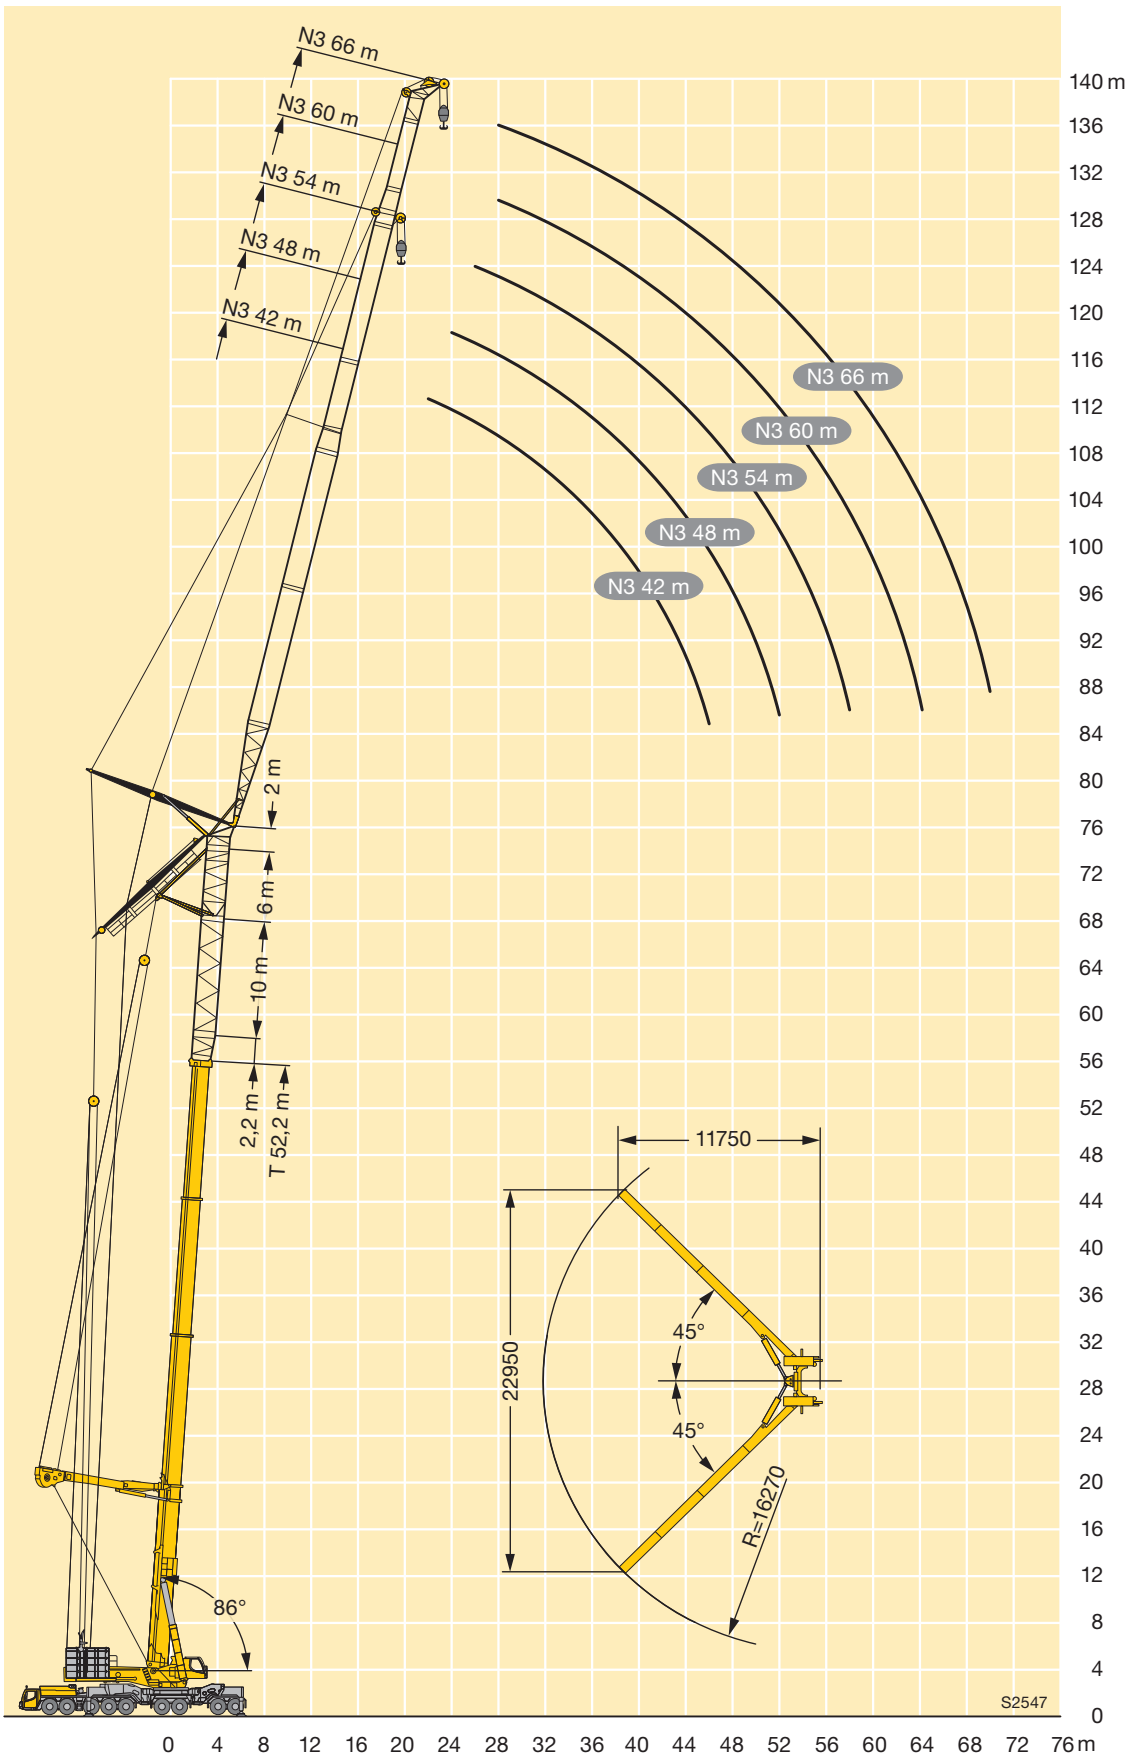 N3 66 m
N3 60 m
N3 54 m
N3 48 m
N3 42 m
140 m
136
132
128
124
120
116
112
108
104
100
96
92
88
84
80
76
72
68
64
60
56
52
48
44
40
36
32
28
24
20
16
12
8
4
0
N3 66 m
N3 60 m
N3 54 m
N3 48 m
N3 42 m
2 m
6 m
10 m
2,2 m
T 52,2 m
11750
22950
45°
45°
R=16270
86°
S2547
0 4 8 12 16 20 24 28 32 36 40 44 48 52 56 60 64 68 72 76 m